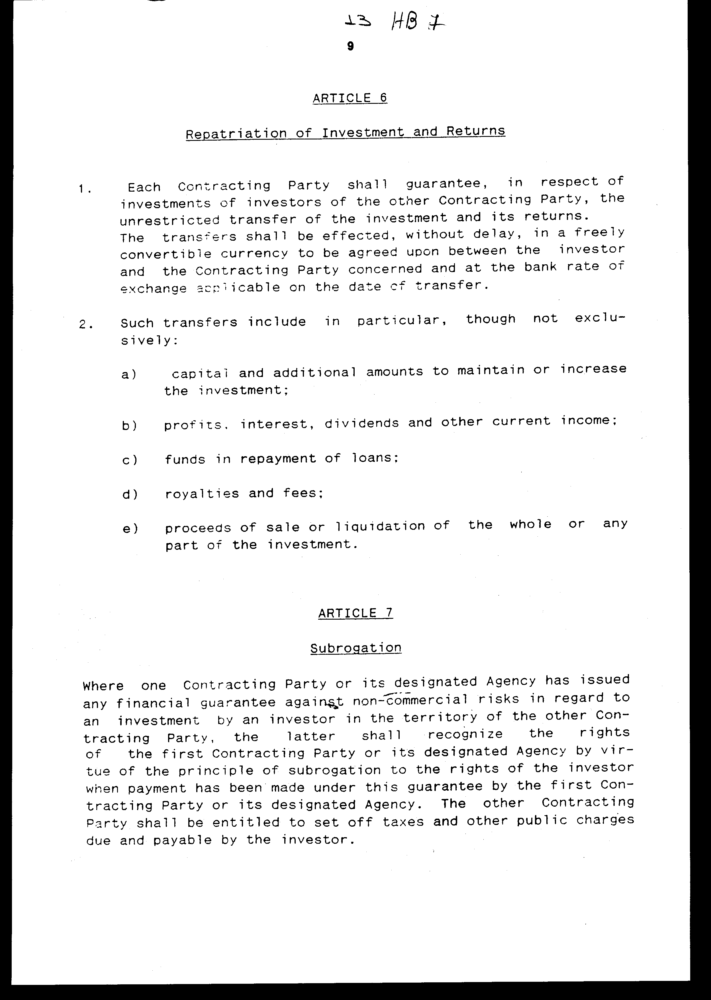 13 HB 7
9
ARTICLE 6
Repatriation of Investment and Returns
1. Each Contracting Party shall guarantee, in respect of
investments of investors of the other Contracting Party, the
unrestricted transfer of the investment and its returns.
The transfers shall be effected, without delay, in a freely
convertible currency to be agreed upon between the investor
and the Contracting Party concerned and at the bank rate of
exchange applicable on the date of transfer.
2. Such transfers include in particular, though not exclu-
sively:
a) capital and additional amounts to maintain or increase
the investment;
b) profits, interest, dividends and other current income;
c) funds in repayment of loans;
d) royalties and fees;
e) proceeds of sale or liquidation of the whole or any
part of the investment.
ARTICLE 7
Subrogation
Where one Contracting Party or its designated Agency has issued
any financial guarantee against non-commercial risks in regard to
an investment by an investor in the territory of the other Con-
tracting Party, the latter shall recognize the rights
of the first Contracting Party or its designated Agency by vir-
tue of the principle of subrogation to the rights of the investor
when payment has been made under this guarantee by the first Con-
tracting Party or its designated Agency. The other Contracting
Party shall be entitled to set off taxes and other public charges
due and payable by the investor.